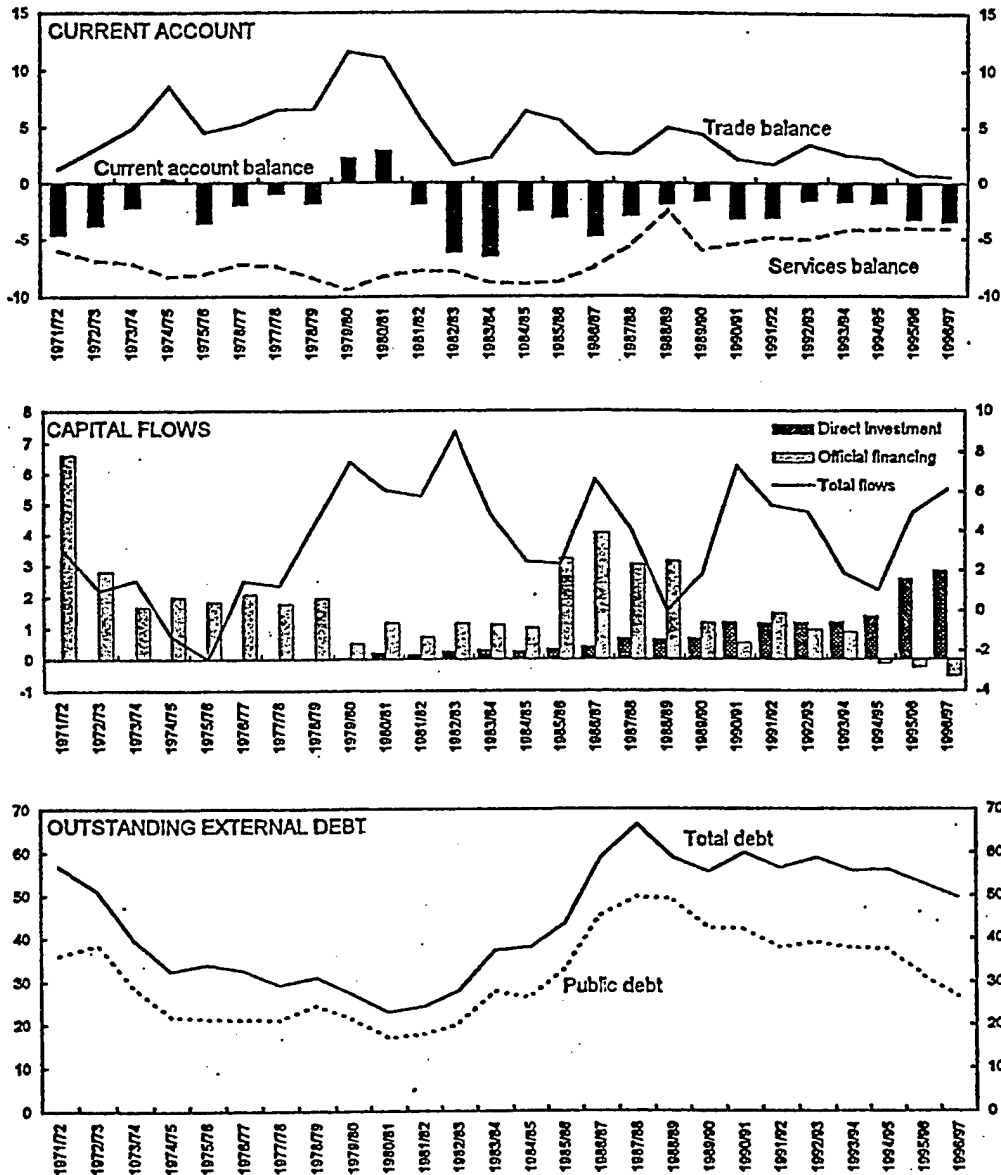 CURRENT ACCOUNT
15 15
10 10
5 5
0 0
-5 -5
-10 -10
Trade balance
Current account balance
Services balance
1971/72 1972/73 1973/74 1974/75 1975/76 1976/77 1977/78 1978/79 1979/80 1980/81 1981/82 1982/83 1983/84 1084/85 1985/86 1986/87 1987/88 1988/89 1989/90 1990/91 1991/92 1992/93 1993/94 1994/95 1995/96 1996/97
CAPITAL FLOWS
8 7 6 5 4 3 2 1 0 -1
10 8 6 4 2 0 -2 -4
Direct Investment
Official financing
Total flows
1971/72 1972/73 1973/74 1974/75 1975/76 1976/77 1977/78 1978/79 1979/80 1980/81 1981/82 1982/83 1983/84 1984/85 1985/86 1986/87 1987/88 1988/89 1989/90 1990/91 1991/92 1992/93 1993/94 1994/95 1995/96 1996/97
OUTSTANDING EXTERNAL DEBT
70 70
60 60
50 50
40 40
30 30
20 20
10 10
0 0
Total debt
Public debt
1971/72 1972/73 1973/74 1974/75 1975/76 1976/77 1977/78 1978/79 1979/80 1980/81 1981/82 1982/83 1983/84 1984/85 1985/86 1986/87 1987/88 1988/89 1989/90 1990/91 1991/92 1992/93 1993/94 1994/95 1995/96 1996/97